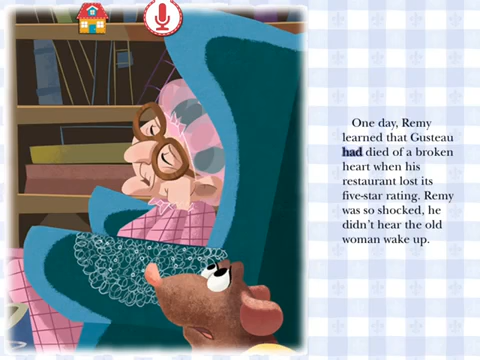 One day, Remy
learned that Gusteau
had died of a broken
heart when his
restaurant lost its
five-star rating. Remy
was so shocked, he
didn't hear the old
woman wake up.